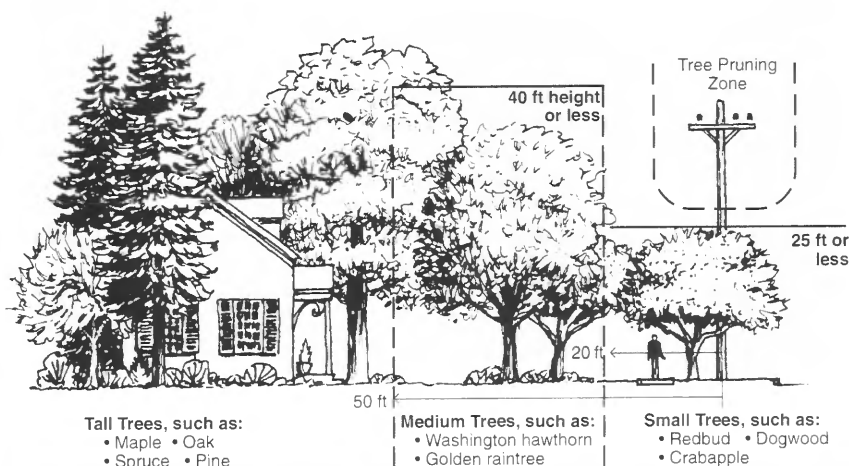 Tree Pruning
Zone
40 ft height
or less
25 ft or
less
20 ft
50 ft
Tall Trees, such as:
• Maple • Oak
• Spruce • Pine
Medium Trees, such as:
• Washington hawthorn
• Golden raintree
Small Trees, such as:
• Redbud • Dogwood
• Crabapple